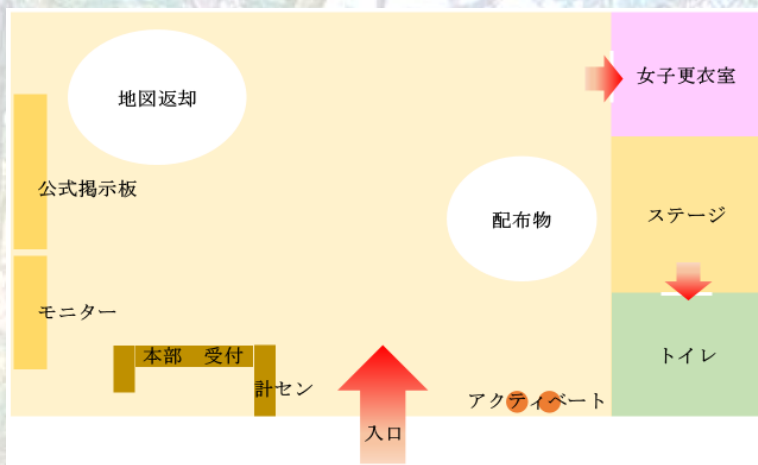 女子更衣室
地図返却
公式掲示板
配布物
ステージ
モニター
本部　受付
トイレ
計セン
アクティベート
入口